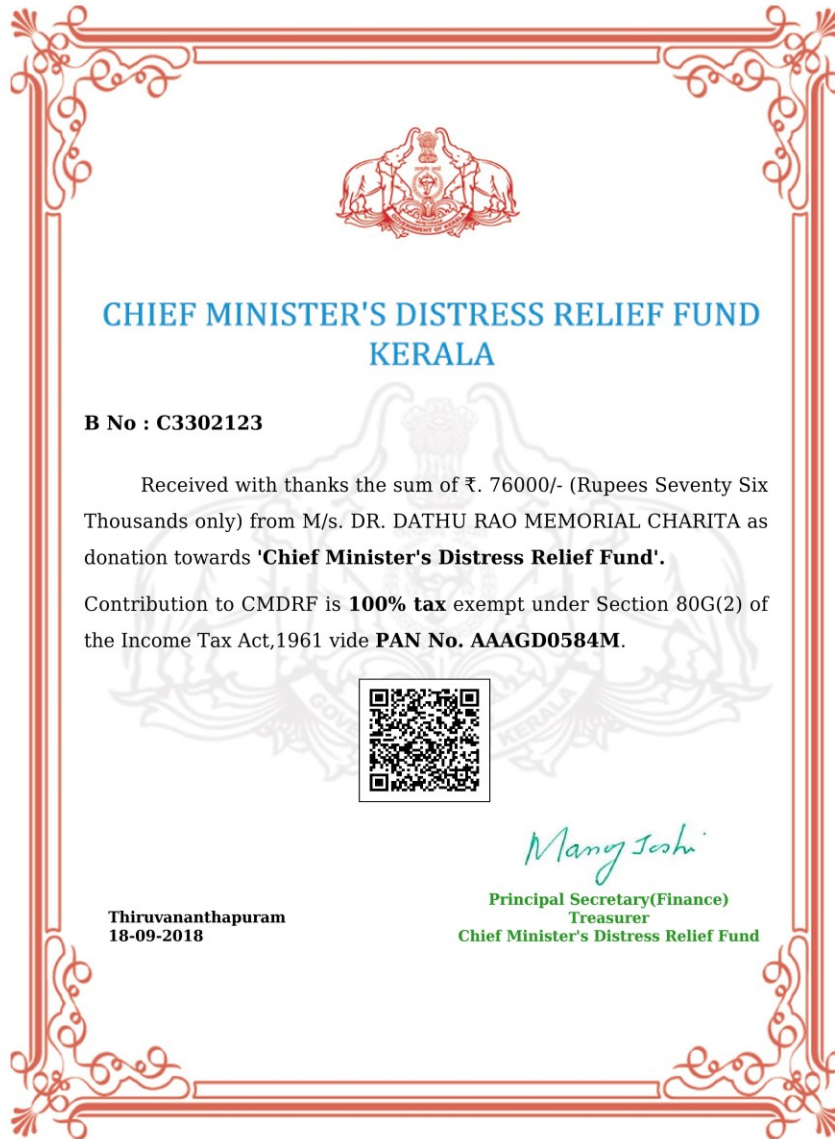 GOVERNMENT OF KERALA
CHIEF MINISTER'S DISTRESS RELIEF FUND
KERALA
B No : C3302123
Received with thanks the sum of ₹. 76000/- (Rupees Seventy Six
Thousands only) from M/s. DR. DATHU RAO MEMORIAL CHARITA as
donation towards 'Chief Minister's Distress Relief Fund'.
Contribution to CMDRF is 100% tax exempt under Section 80G(2) of
the Income Tax Act,1961 vide PAN No. AAAGD0584M.
Manoj Joshi
Principal Secretary(Finance)
Treasurer
Chief Minister's Distress Relief Fund
Thiruvananthapuram
18-09-2018